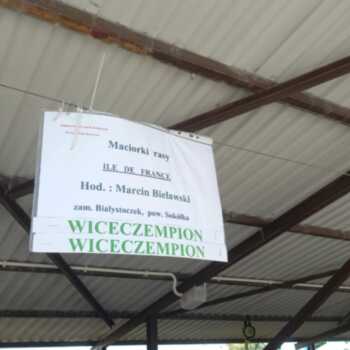 Maciorki rasy
ILE DE FRANCE
Hod. : Marcin Bielawski
zam. Białystoczek, pow. Sokółka
WICECZEMPION
WICECZEMPION